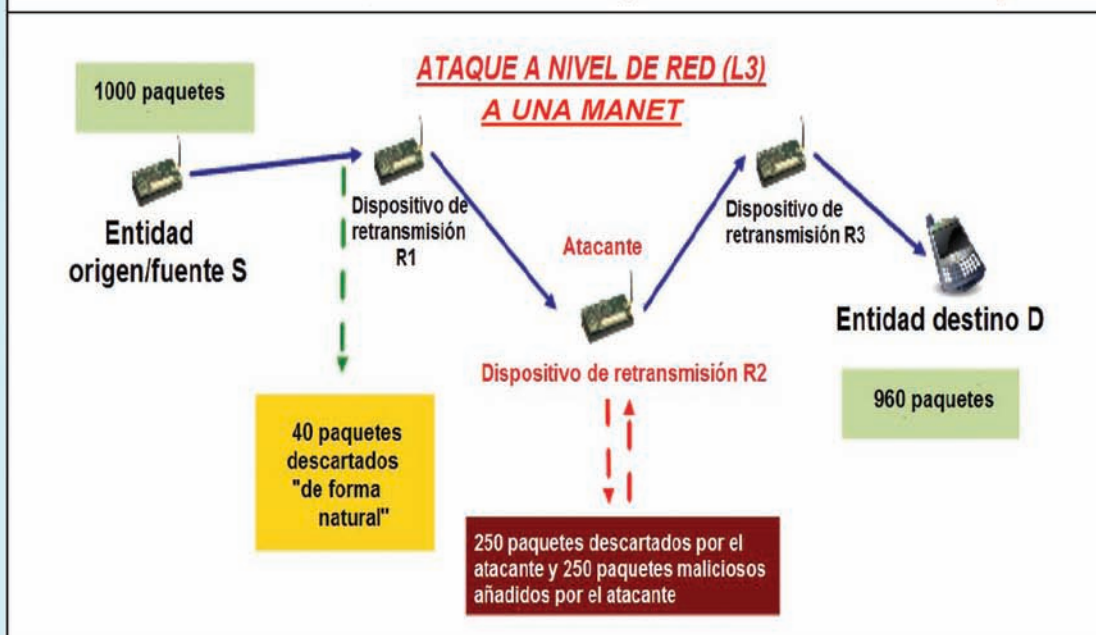 ATAQUE A NIVEL DE RED (L3)
A UNA MANET
1000 paquetes
Entidad
origen/fuente S
Dispositivo de
retransmisión
R1
Atacante
Dispositivo de retransmisión R2
Dispositivo de
retransmisión R3
Entidad destino D
960 paquetes
40 paquetes
descartados
"de forma
natural"
250 paquetes descartados por el
atacante y 250 paquetes maliciosos
añadidos por el atacante